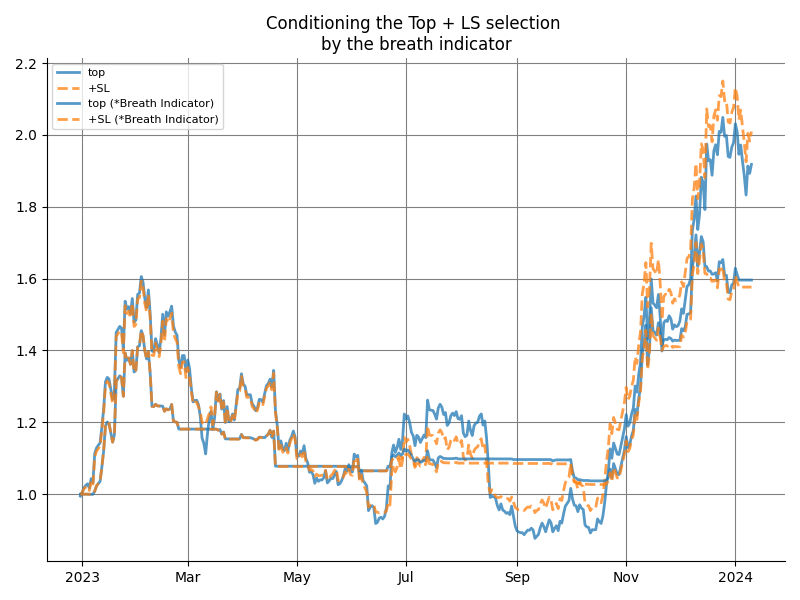 Conditioning the Top + LS selection
by the breath indicator
top
+SL
top (*Breath Indicator)
+SL (*Breath Indicator)
2.2
2.0
1.8
1.6
1.4
1.2
1.0
2023 Mar May Jul Sep Nov 2024